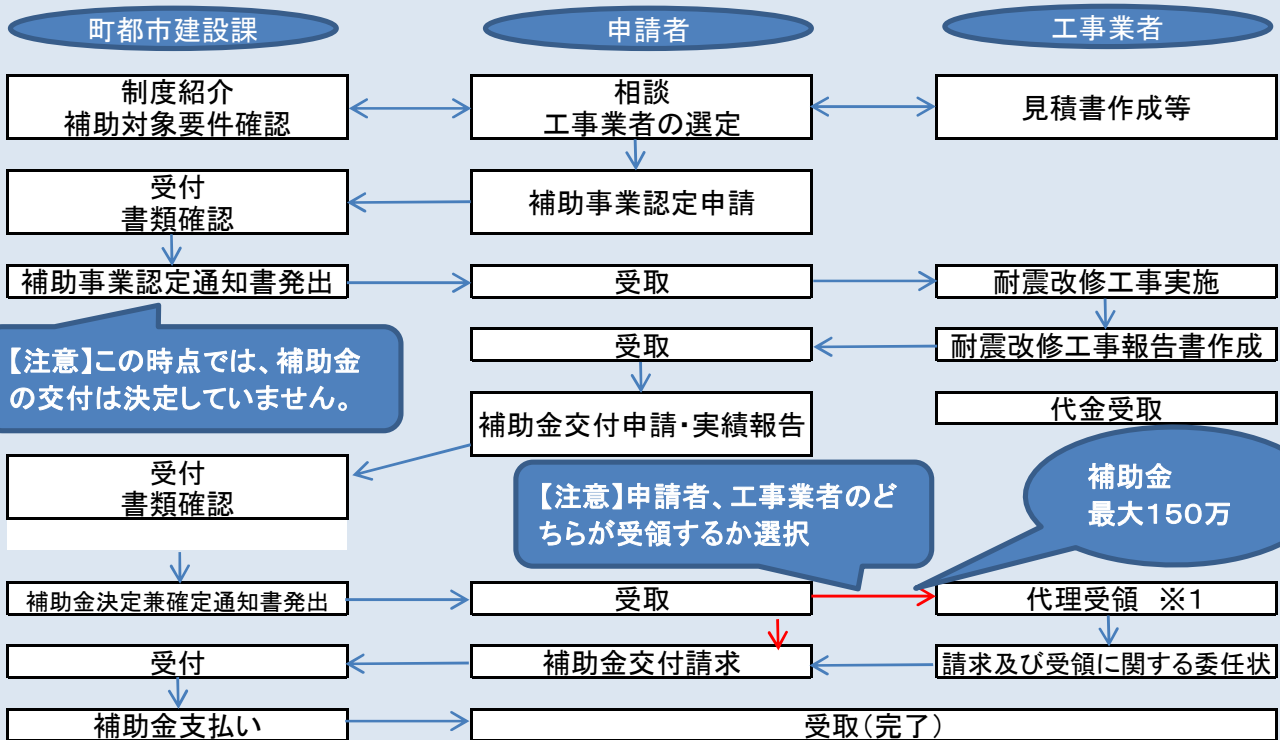 町都市建設課
申請者
工事業者
制度紹介
補助対象要件確認
相談
工事業者の選定
見積書作成等
受付
書類確認
補助事業認定申請
補助事業認定通知書発出
受取
耐震改修工事実施
【注意】この時点では、補助金
の交付は決定していません。
受取
耐震改修工事報告書作成
補助金交付申請・実績報告
代金受取
受付
書類確認
【注意】申請者、工事業者のど
ちらが受領するか選択
補助金
最大150万
補助金決定兼確定通知書発出
受取
代理受領 ※1
受付
補助金交付請求
請求及び受領に関する委任状
補助金支払い
受取(完了)